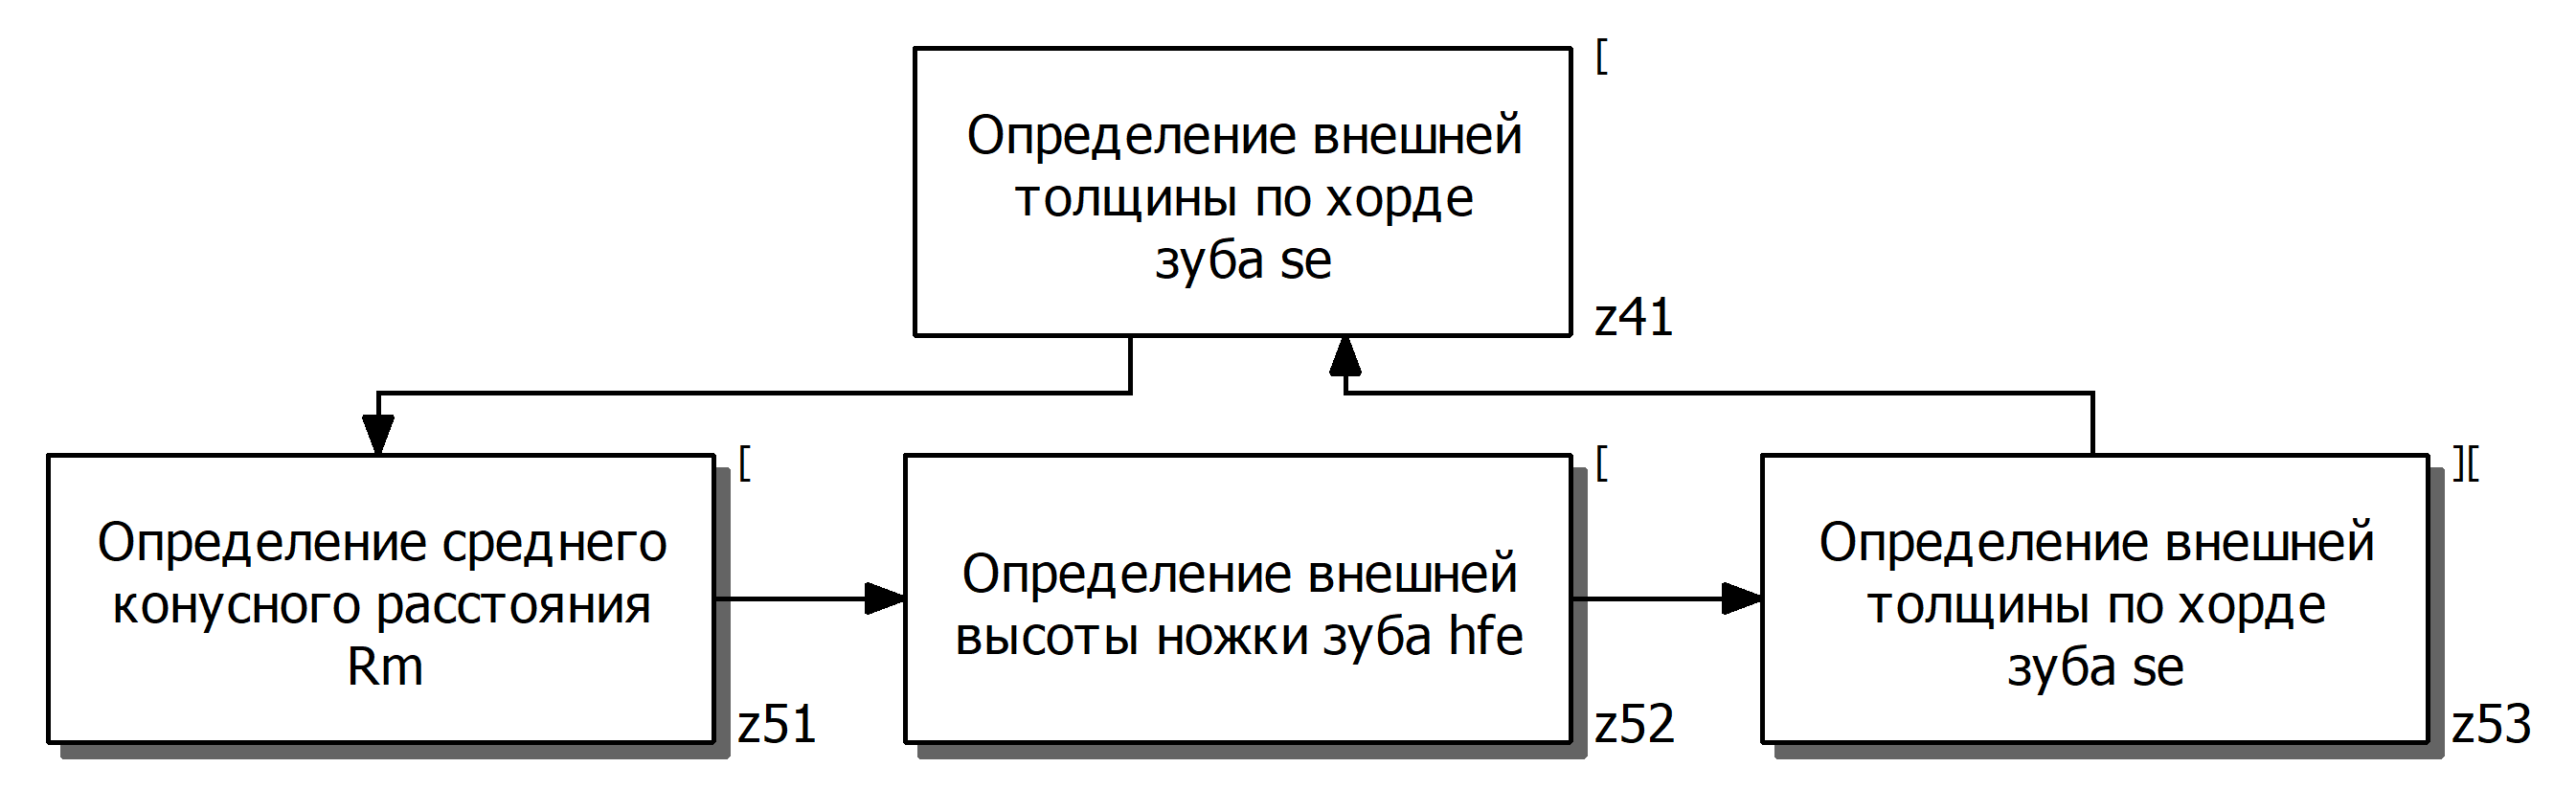 [
Определение внешней
толщины по хорде
зуба se
z41
[
Определение среднего
конусного расстояния
Rm
z51
[
Определение внешней
высоты ножки зуба hfe
z52
][
Определение внешней
толщины по хорде
зуба se
z53